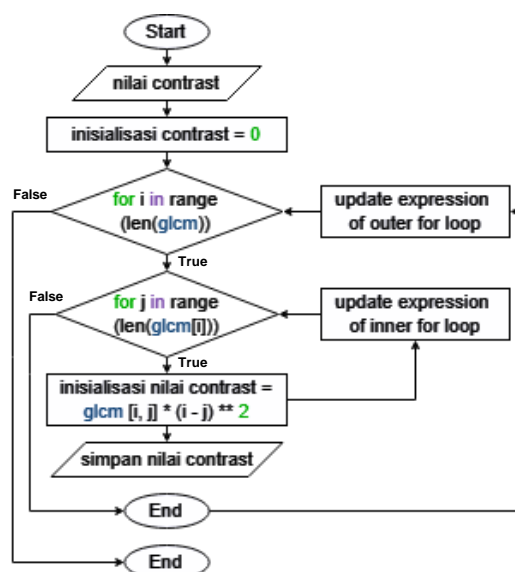 Start
nilai contrast
inisialisasi contrast = 0
False
for i in range
(len(glcm))
update expression
of outer for loop
True
False
for j in range
(len(glcm[i]))
update expression
of inner for loop
True
inisialisasi nilai contrast =
glcm [i, j] * (i - j) ** 2
simpan nilai contrast
End
End